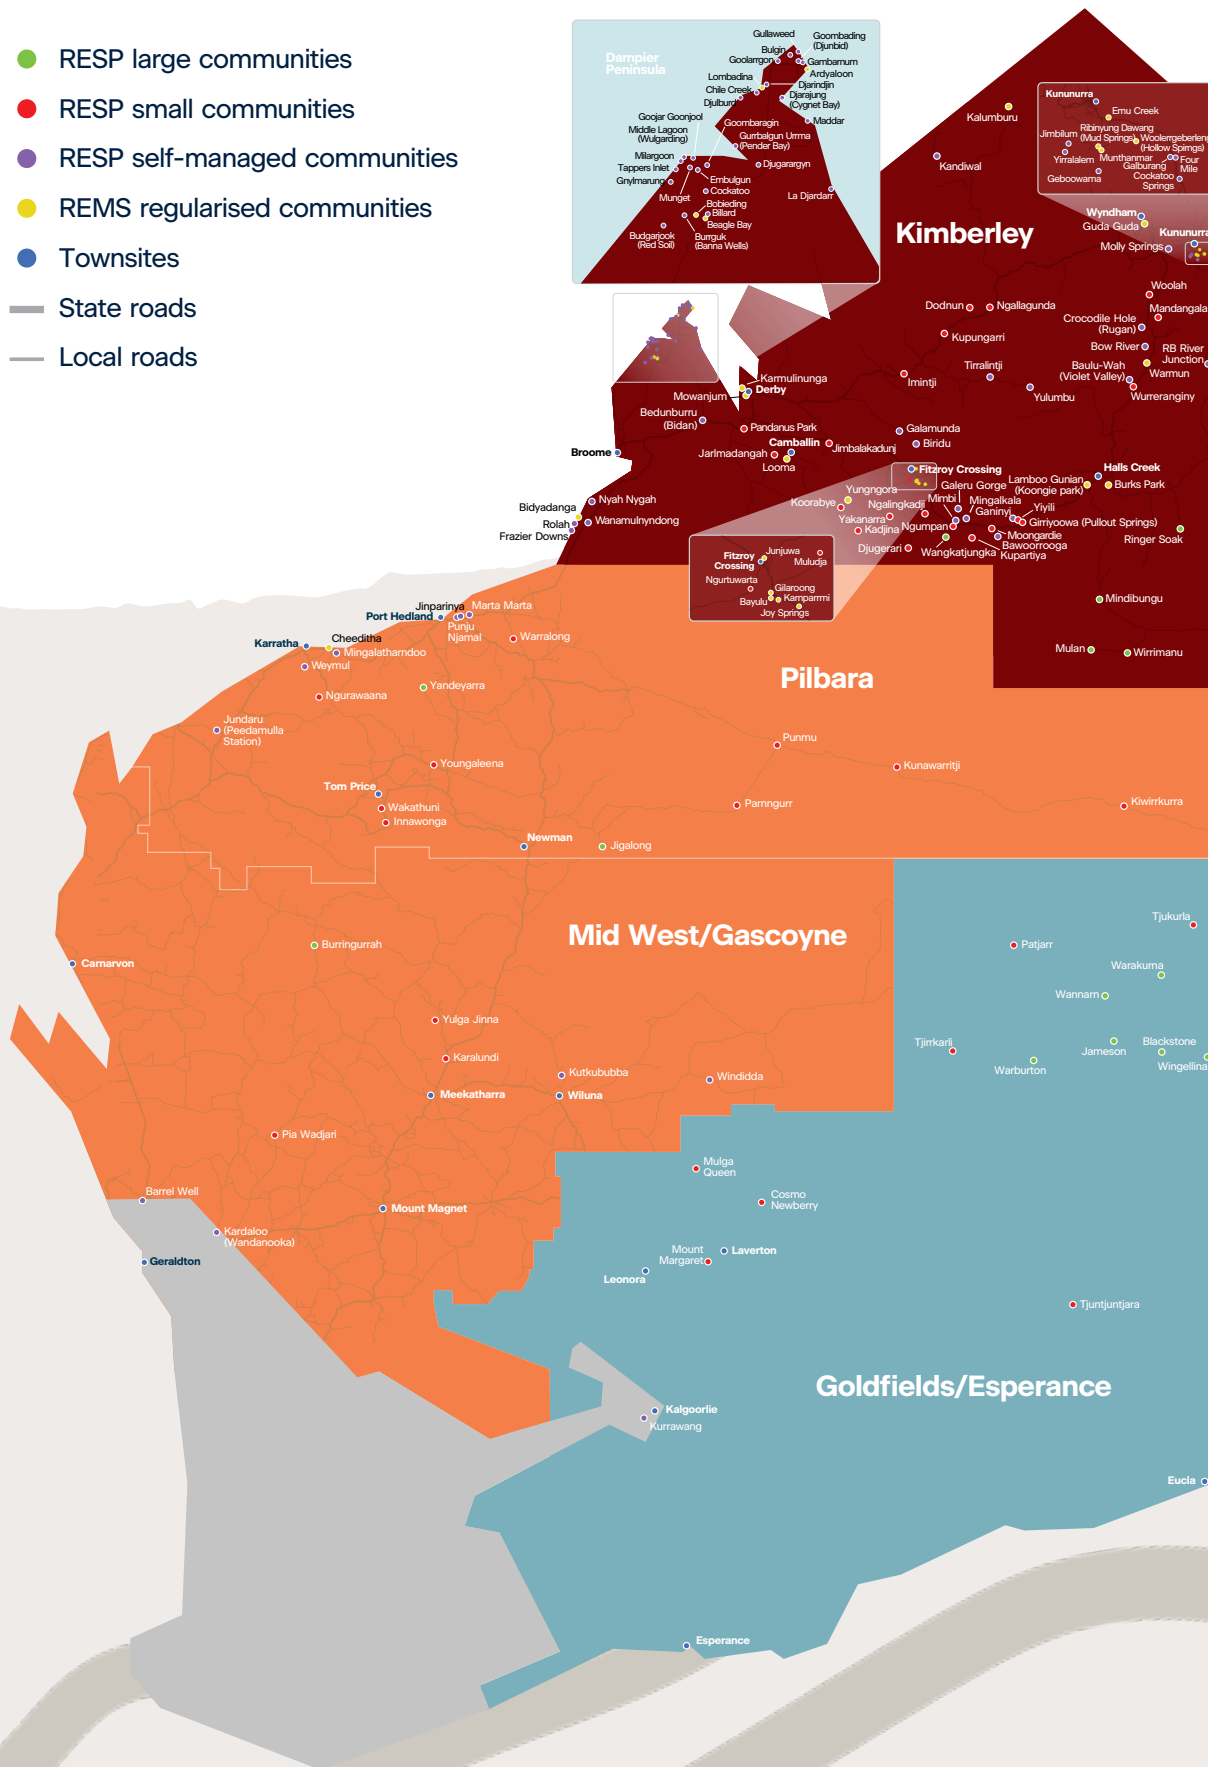 RESP large communities
RESP small communities
RESP self-managed communities
REMS regularised communities
Townsites
State roads
Local roads
Dampier
Peninsula
Gullaweed
Bulgin
Goolarrgon
Goombading
(Djunbid)
Gambarnum
Ardyaloon
Lombadina
Chile Creek
Djulburd
Djarindjin
Djarajung
(Cygnet Bay)
Maddar
Goojar Goonjool
Middle Lagoon
(Wulgarding)
Goombaragin
Gurrbalgun Urrma
(Pender Bay)
Milargoon
Tappers Inlet
Gnylmarung
Djugarargyn
Embulgun
Cockatoo
Munget
La Djardarr
Bobieding
Billard
Beagle Bay
Budgarjook
(Red Soil)
Burrguk
(Banna Wells)
Kimberley
Kalumburu
Kandiwal
Kununurra
Emu Creek
Ribinyung Dawang
(Mud Springs)
Jimbilum
Woolergeberleng
(Hollow Spirngs)
Yirralalem
Munthanmar
Galburang
Four
Mile
Geboowama
Cockatoo
Springs
Wyndham
Guda Guda
Kununurra
Molly Springs
Woolah
Mandangala
Dodnun
Ngallagunda
Crocodile Hole
(Rugan)
Kupungarri
Bow River
RB River
Junction
Baulu-Wah
(Violet Valley)
Warmun
Tirralintji
Imintji
Yulumbu
Wurreranginy
Karmulinunga
Derby
Mowanjum
Bedunburru
(Bidan)
Pandanus Park
Galamunda
Camballin
Jimbalakadunj
Biridu
Broome
Jarlmadangah
Looma
Fitzroy Crossing
Halls Creek
Lamboo Gunian
(Koongie park)
Burks Park
Galeru Gorge
Yungngora
Koorabye
Ngalingkadji
Mimbi
Mingalkala
Ganinyi
Yiyili
Nyah Nygah
Bidyadanga
Wanamulnyndong
Rolah
Frazier Downs
Yakanarra
Kadjina
Ngumpan
Girriyoowa (Pullout Springs)
Moongardie
Bawoorrooga
Ringer Soak
Djugerari
Wangkatjungka
Kupartiya
Fitzroy
Crossing
Junjuwa
Muludja
Ngurtuwarta
Gilaroong
Bayulu
Karnparrmi
Joy Springs
Mindibungu
Mulan
Wirrimanu
Jinparinya
Marta Marta
Port Hedland
Punju
Njamal
Warralong
Karratha
Cheeditha
Mingalatharndoo
Weymul
Pilbara
Ngurawaana
Yandeyarra
Jundaru
(Peedamulla
Station)
Punmu
Youngaleena
Kunawarritji
Tom Price
Wakathuni
Innawonga
Parnngurr
Kiwirrkurra
Newman
Jigalong
Mid West/Gascoyne
Burringurrah
Tjukurla
Patjarr
Carnarvon
Warakurna
Wannarn
Yulga Jinna
Tjirrkarli
Jameson
Blackstone
Karalundi
Warburton
Wingellina
Kutkububba
Windidda
Meekatharra
Wiluna
Pia Wadjari
Mulga
Queen
Barrel Well
Cosmo
Newberry
Mount Magnet
Kardaloo
(Wandanooka)
Geraldton
Mount
Margaret
Laverton
Leonora
Tjuntjuntjara
Goldfields/Esperance
Kalgoorlie
Kurrawang
Eucla
Esperance